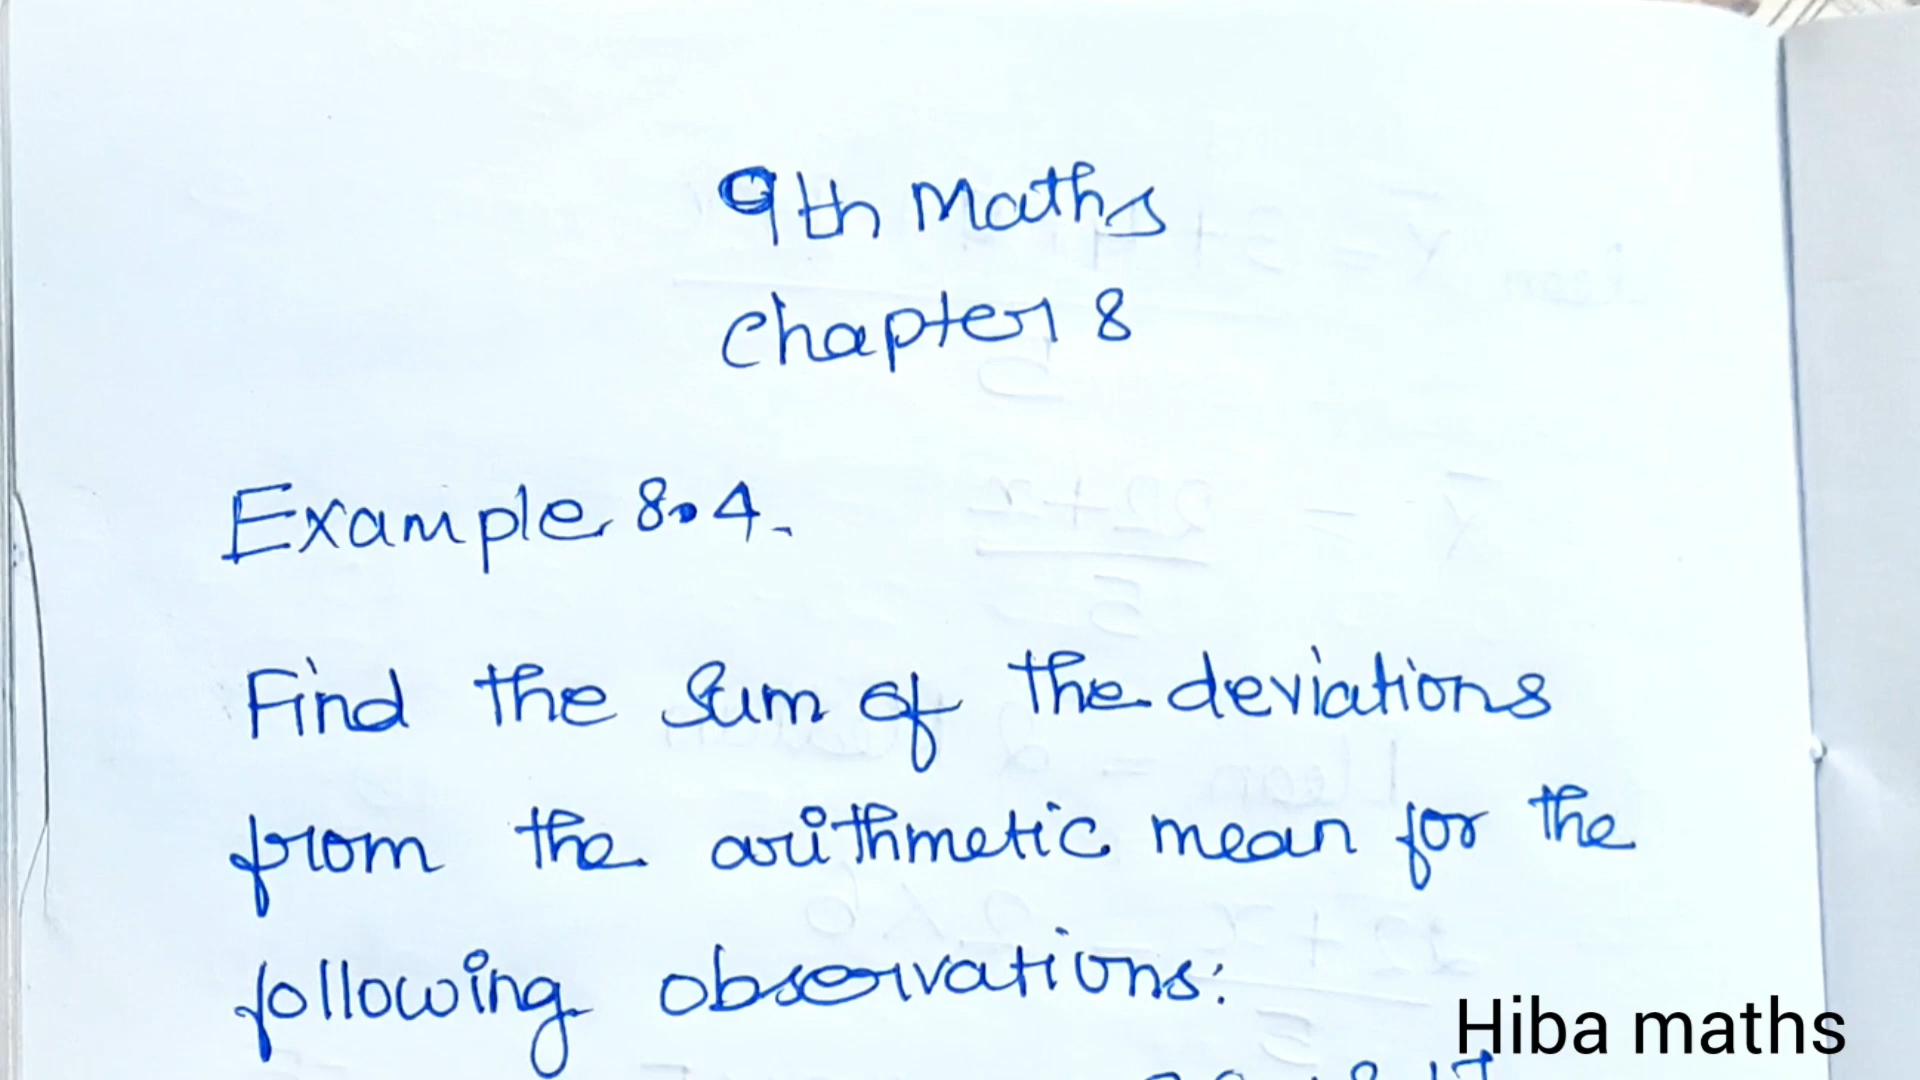 9th Maths
Chapter 8
Example 8.4.
Find the sum of the deviations
from the arithmetic mean for the
following observations:
Hiba maths